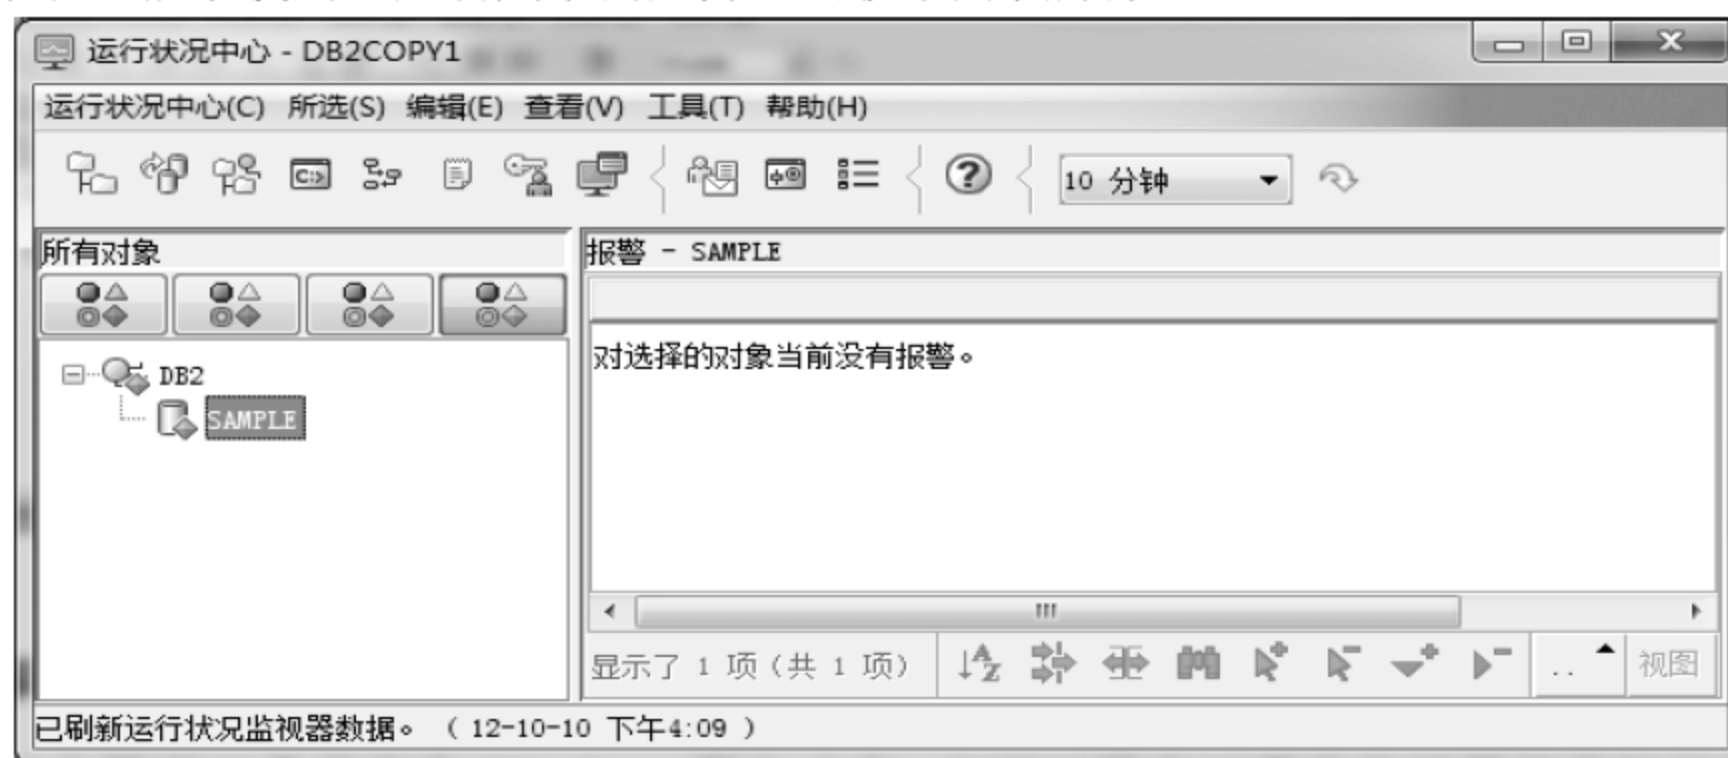 运行状况中心 - DB2COPY1
运行状况中心(C) 所选(S) 编辑(E) 查看(V) 工具(T) 帮助(H)
C:\>
10 分钟
所有对象
报警 - SAMPLE
对选择的对象当前没有报警。
DB2
SAMPLE
显示了 1 项(共 1 项)
视图
已刷新运行状况监视器数据。 ( 12-10-10 下午4:09 )